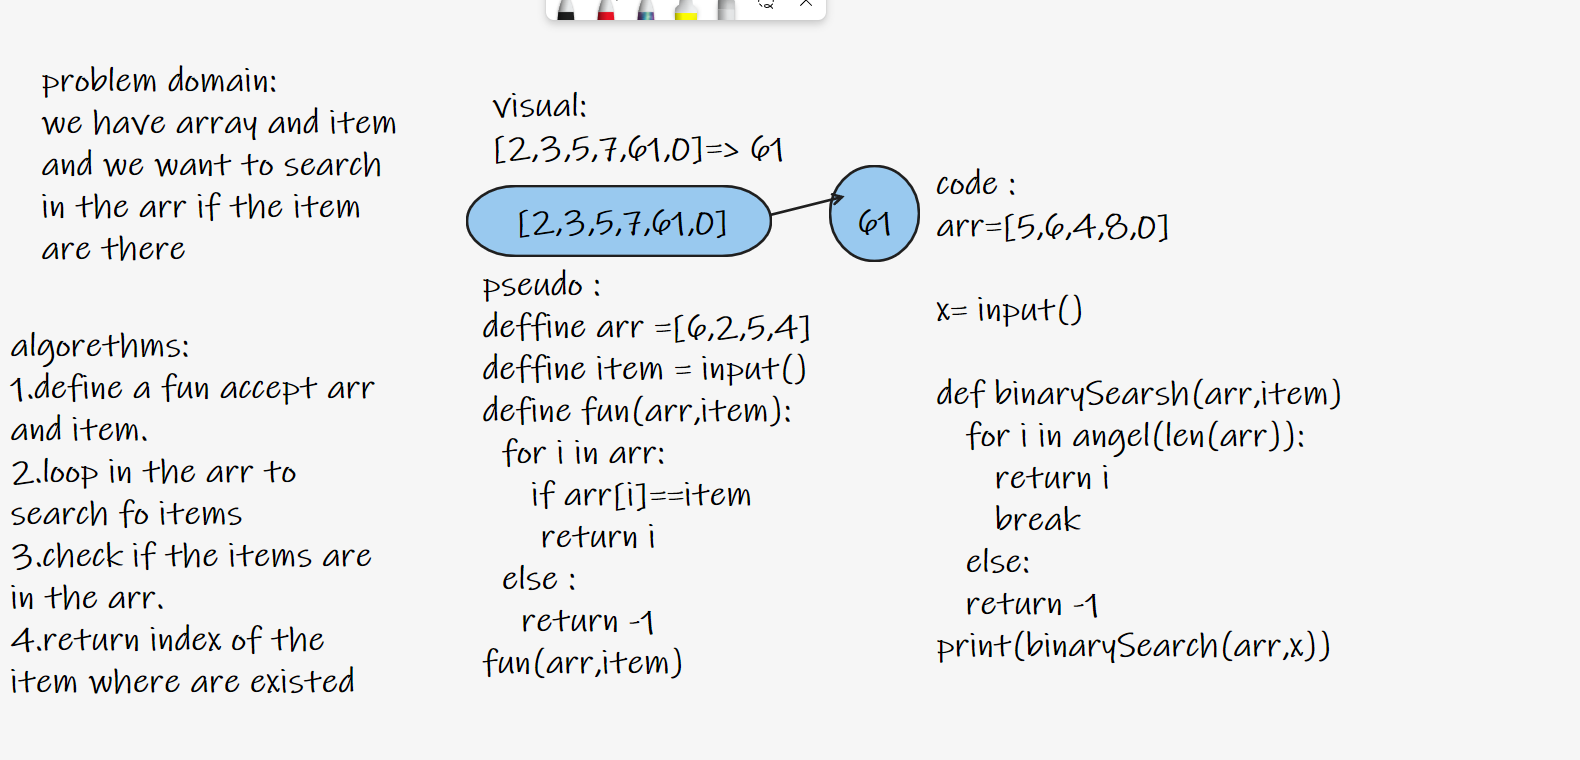 problem domain:
we have array and item
and we want to search
in the arr if the item
are there
algorethms:
1.define a fun accept arr
and item.
2.loop in the arr to
search fo items
3.check if the items are
in the arr.
4.return index of the
item where are existed
visual:
[2,3,5,7,61,0]=> 61
[2,3,5,7,61,0]
61
pseudo :
deffine arr =[6,2,5,4]
deffine item = input()
define fun(arr,item):
for i in arr:
if arr[i]==item
return i
else :
return -1
fun(arr,item)
code :
arr=[5,6,4,8,0]
x= input()
def binarySearsh(arr,item)
for i in angel(len(arr)):
return i
break
else:
return -1
print(binarySearch(arr,x))